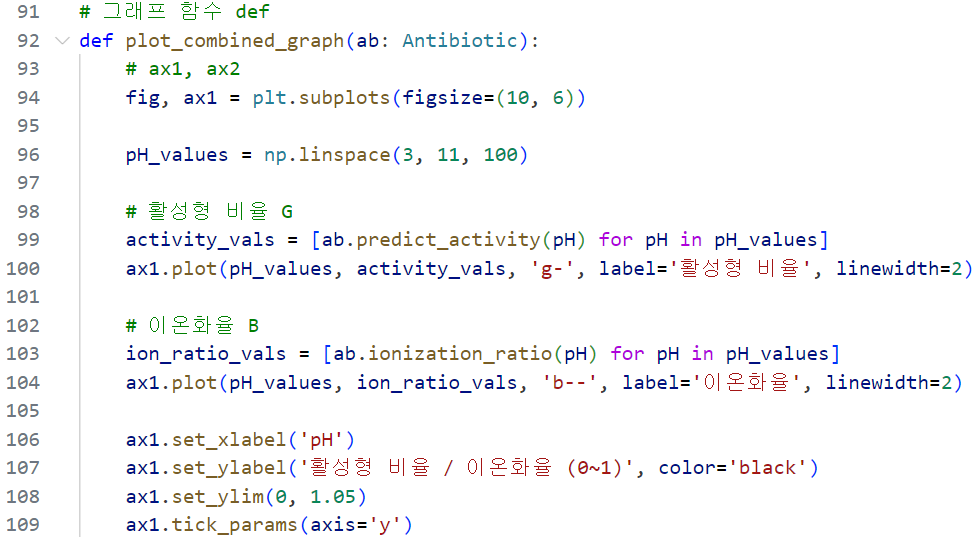 91 # 그래프 함수 def
92 def plot_combined_graph(ab: Antibiotic):
93     # ax1, ax2
94     fig, ax1 = plt.subplots(figsize=(10, 6))
95
96     pH_values = np.linspace(3, 11, 100)
97
98     # 활성형 비율 G
99     activity_vals = [ab.predict_activity(pH) for pH in pH_values]
100     ax1.plot(pH_values, activity_vals, 'g-', label='활성형 비율', linewidth=2)
101
102     # 이온화율 B
103     ion_ratio_vals = [ab.ionization_ratio(pH) for pH in pH_values]
104     ax1.plot(pH_values, ion_ratio_vals, 'b--', label='이온화율', linewidth=2)
105
106     ax1.set_xlabel('pH')
107     ax1.set_ylabel('활성형 비율 / 이온화율 (0~1)', color='black')
108     ax1.set_ylim(0, 1.05)
109     ax1.tick_params(axis='y')